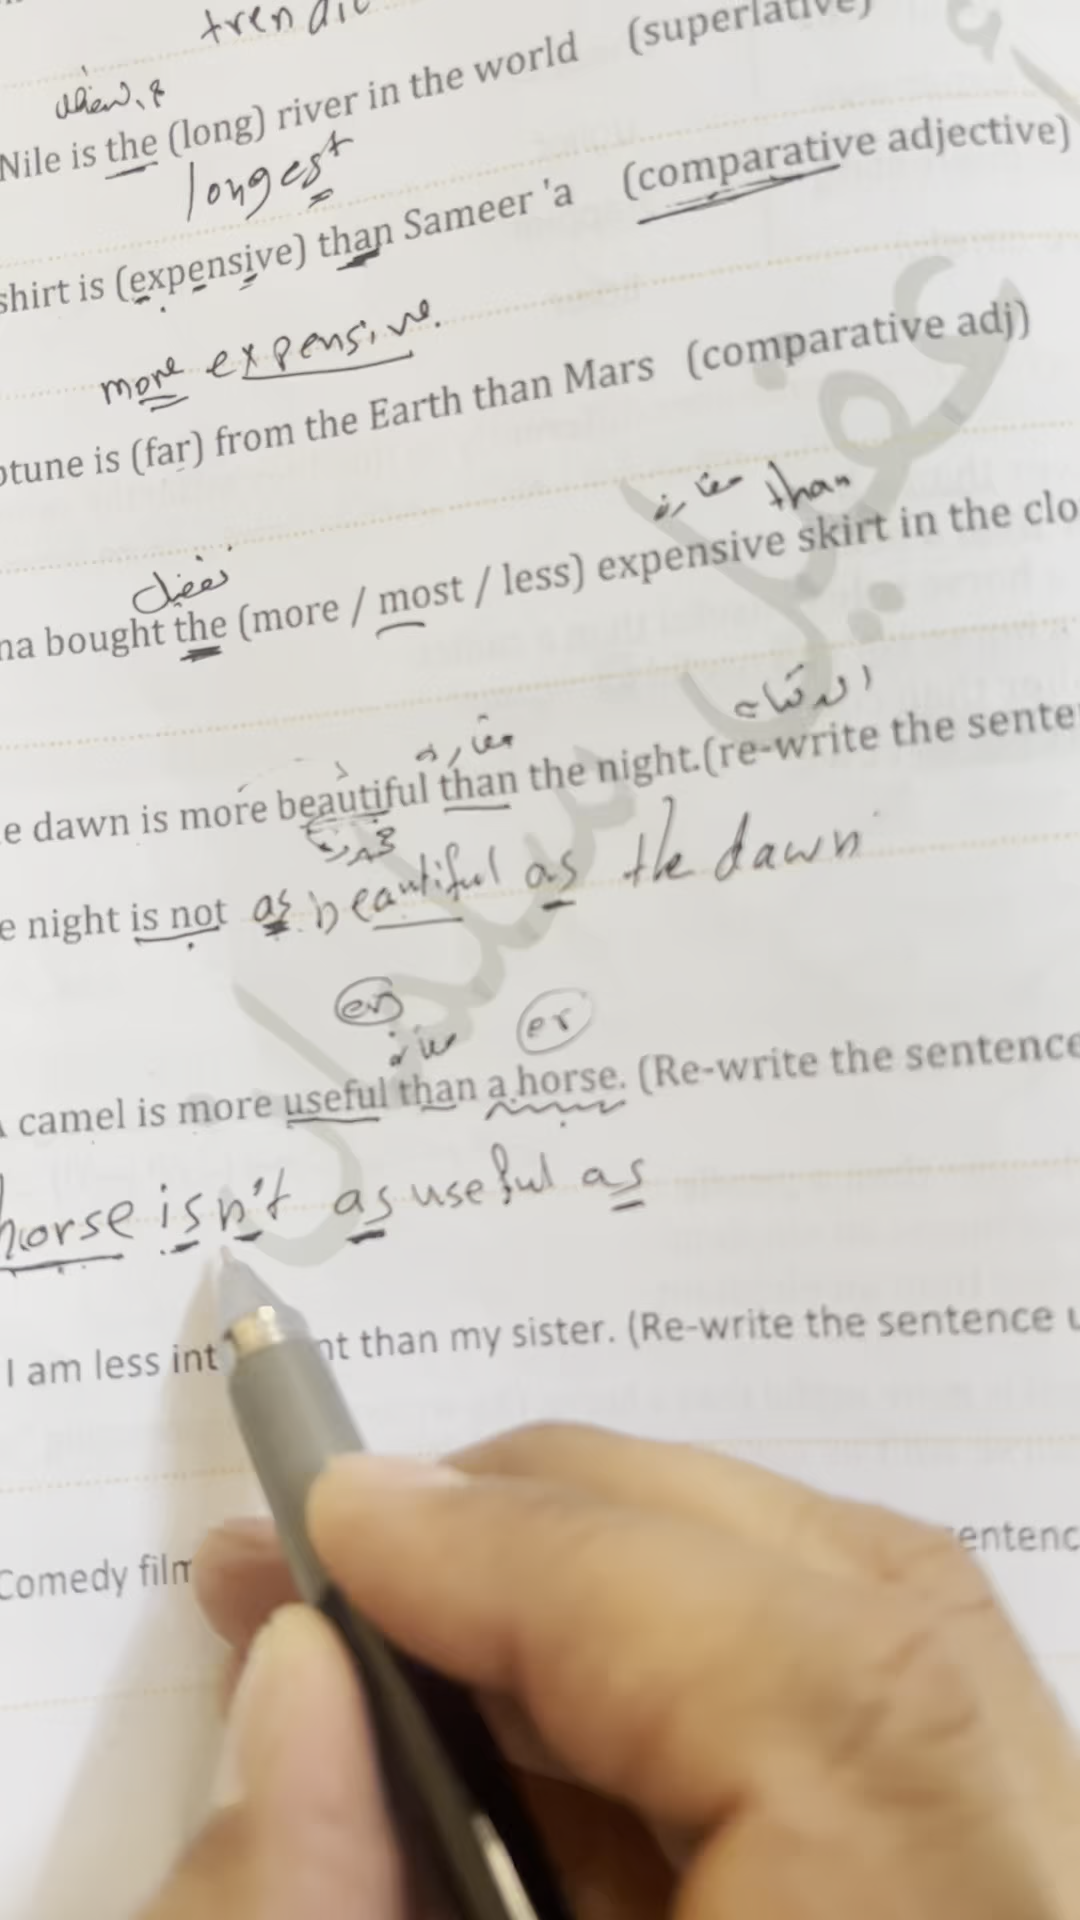 Nile is the (long) river in the world (superlative)
longest
shirt is (expensive) than Sameer 'a (comparative adjective)
more expensive.
ptune is (far) from the Earth than Mars (comparative adj)
than
na bought the (more / most / less) expensive skirt in the clo
e dawn is more beautiful than the night.(re-write the sente
e night is not as beautiful as the dawn
er er
camel is more useful than a horse. (Re-write the sentence
horse isn't as useful as
I am less int nt than my sister. (Re-write the sentence u
Comedy film entenc